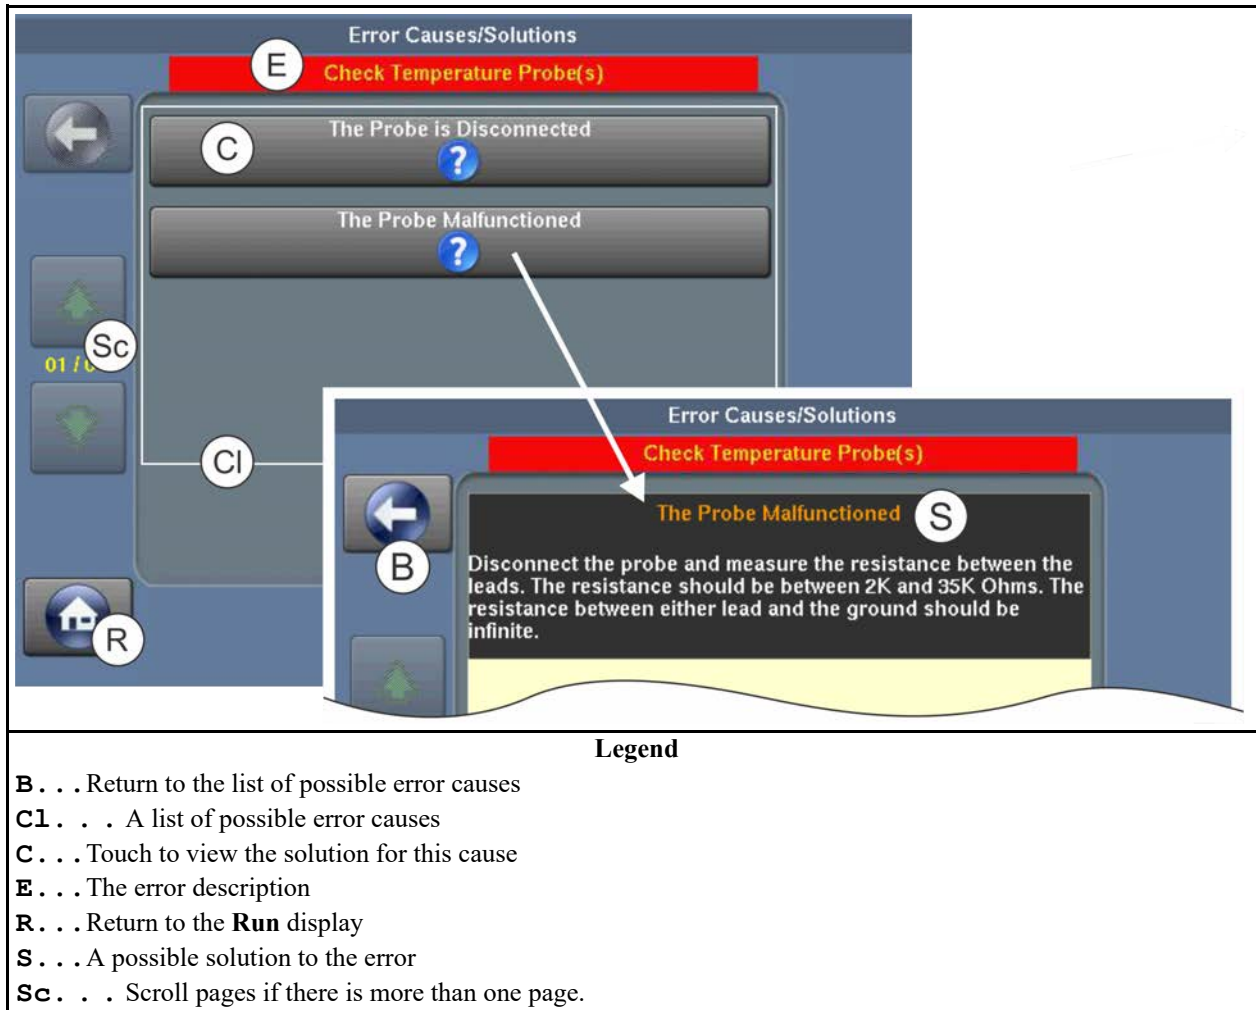 Error Causes/Solutions
E
Check Temperature Probe(s)
The Probe is Disconnected
C
?
The Probe Malfunctioned
?
Sc
01 /
Cl
Error Causes/Solutions
Check Temperature Probe(s)
The Probe Malfunctioned
S
B
Disconnect the probe and measure the resistance between the
leads. The resistance should be between 2K and 35K Ohms. The
resistance between either lead and the ground should be
infinite.
R
Legend
B...Return to the list of possible error causes
Cl. . . A list of possible error causes
C...Touch to view the solution for this cause
E...The error description
R...Return to the Run display
S...A possible solution to the error
Sc. . . Scroll pages if there is more than one page.